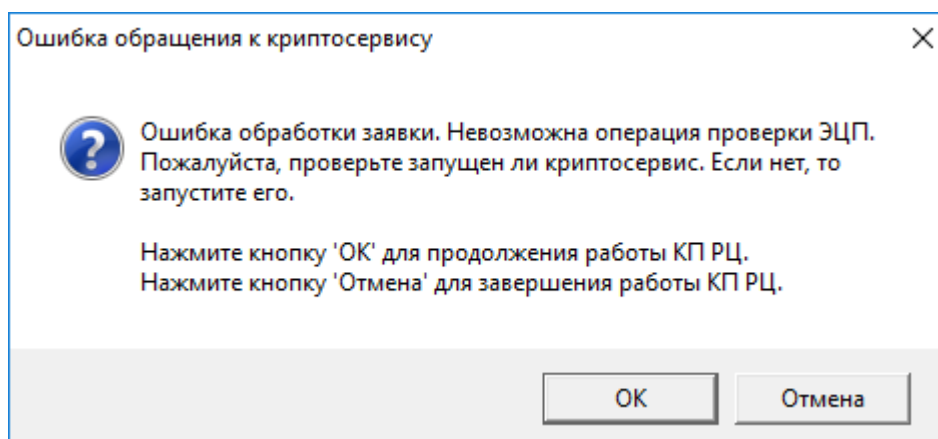 Ошибка обращения к криптосервису
Ошибка обработки заявки. Невозможна операция проверки ЭЦП.
Пожалуйста, проверьте запущен ли криптосервис. Если нет, то
запустите его.
Нажмите кнопку 'ОК' для продолжения работы КП РЦ.
Нажмите кнопку 'Отмена' для завершения работы КП РЦ.
ОК
Отмена